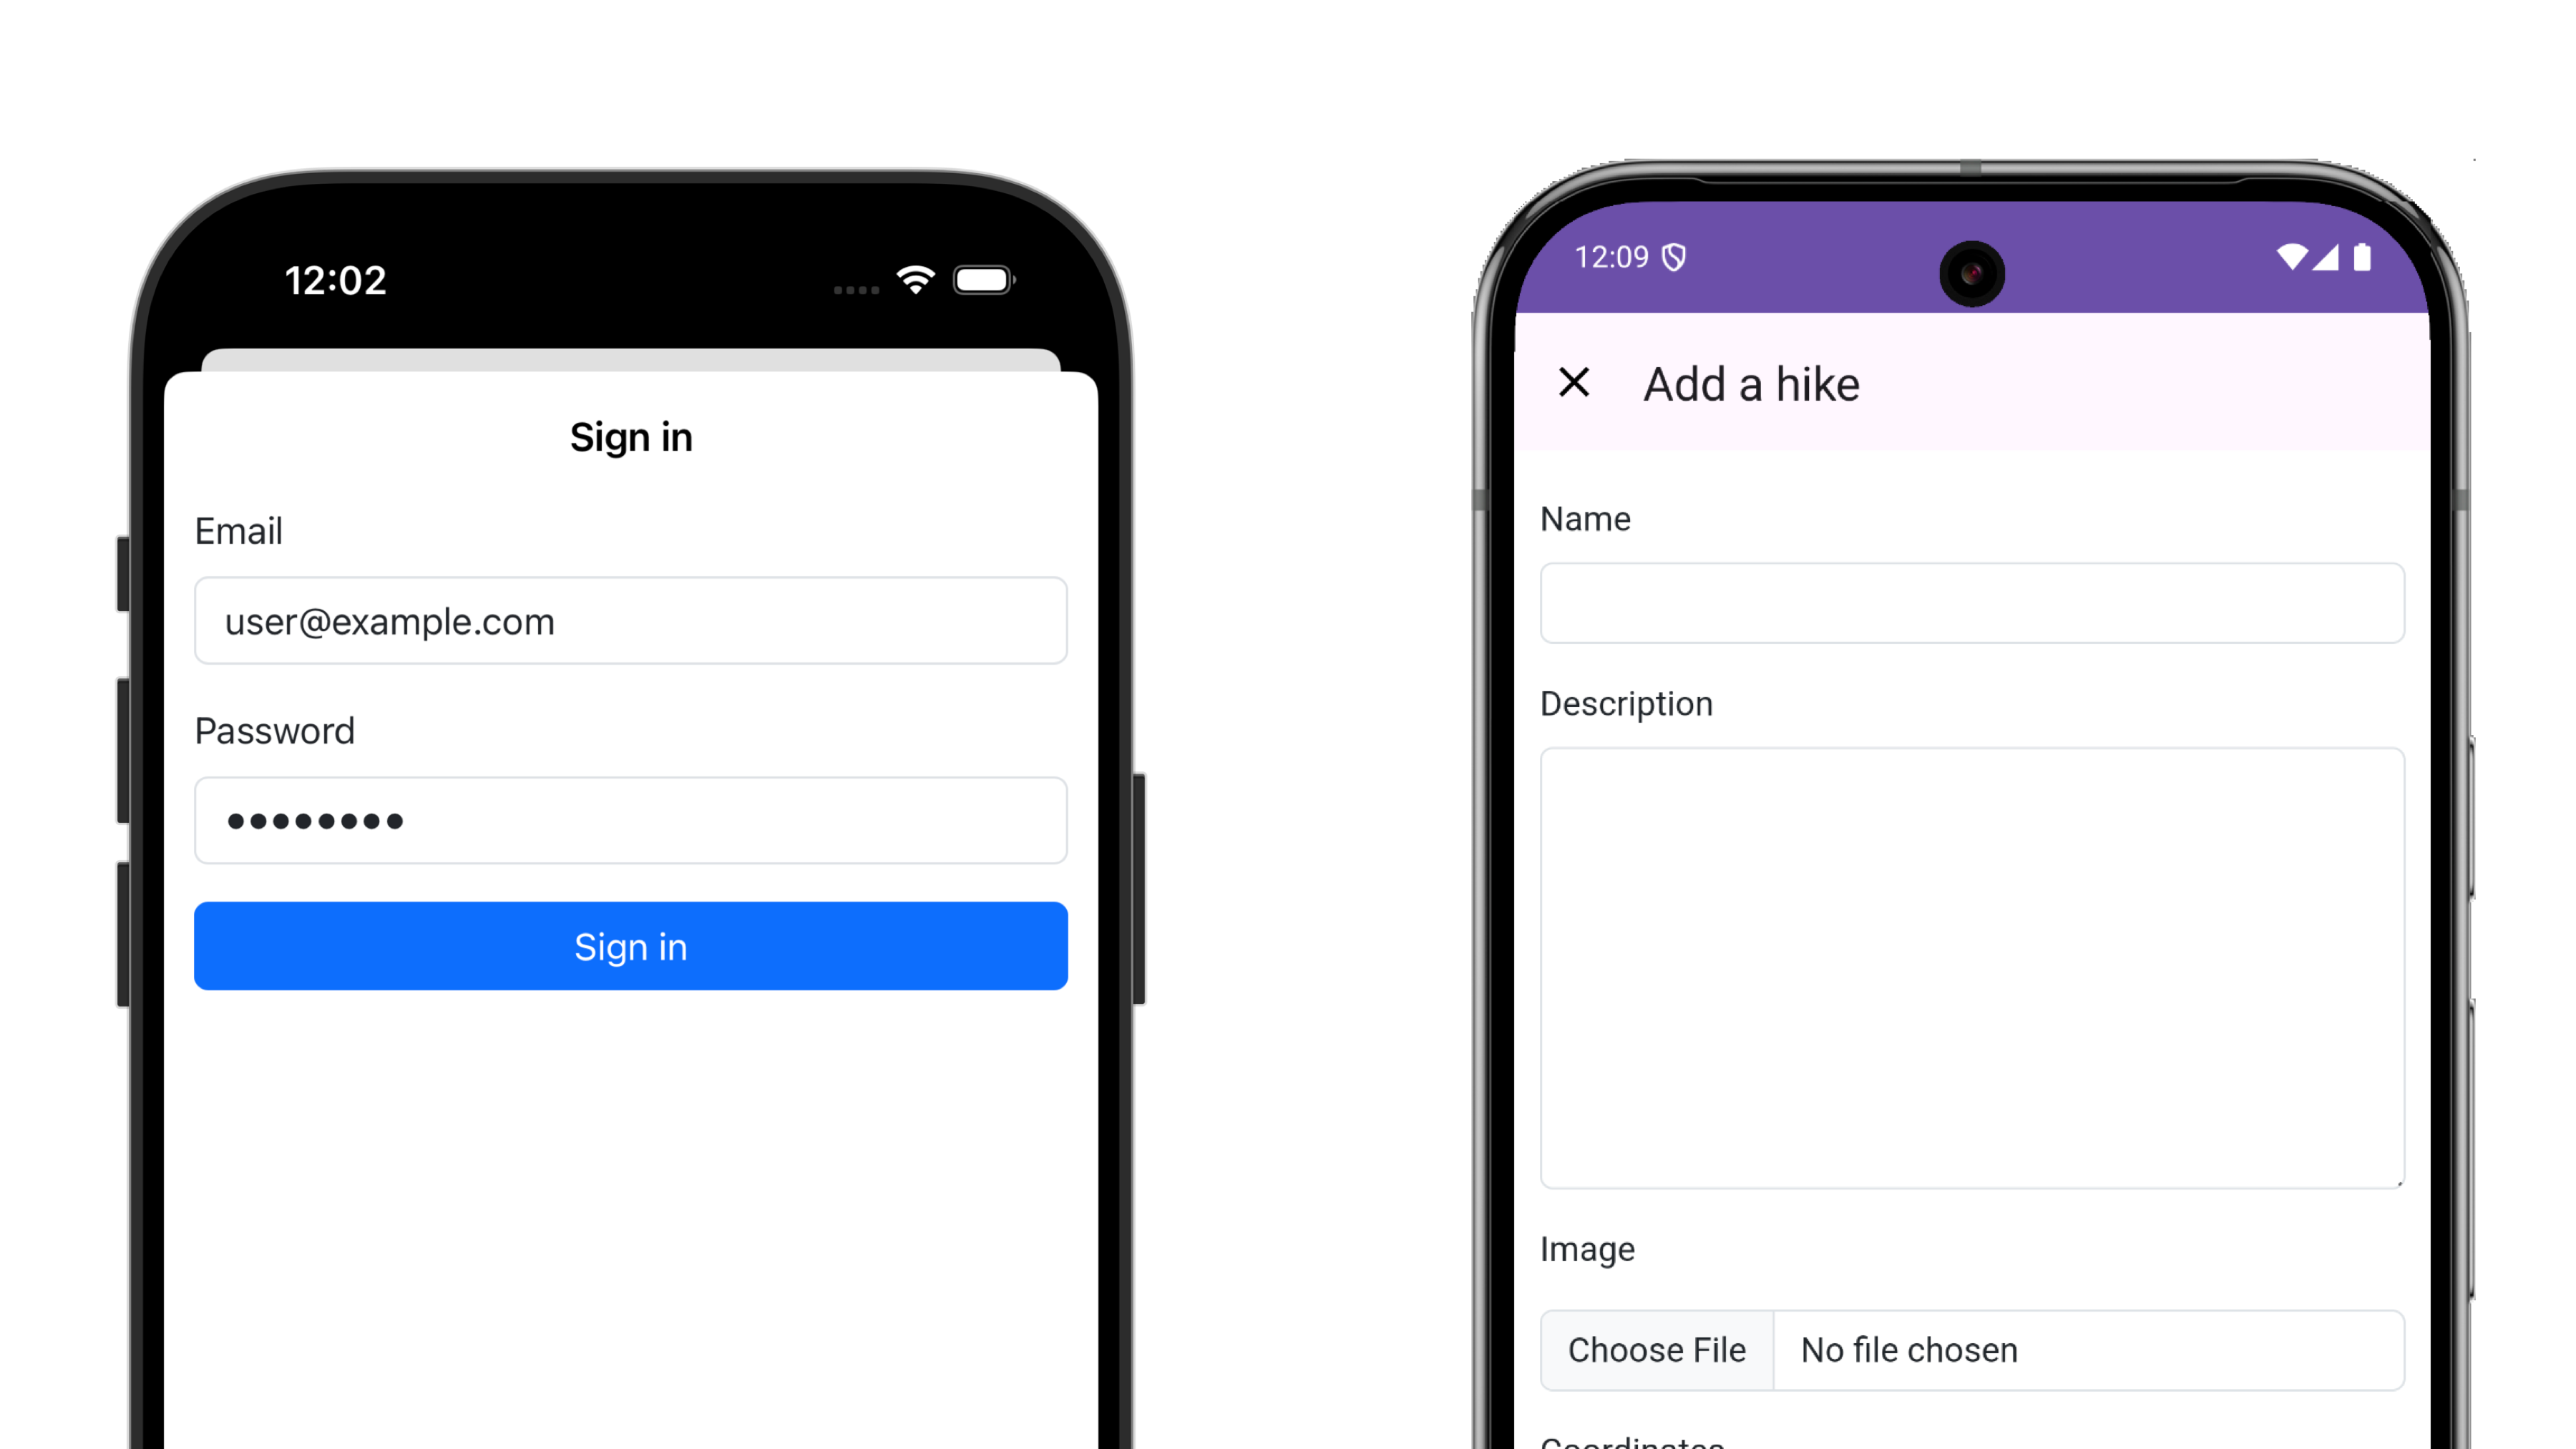 12:02
Sign in
Email
user@example.com
Password
Sign in
12:09
Add a hike
Name
Description
Image
Choose File
No file chosen
Coordinates